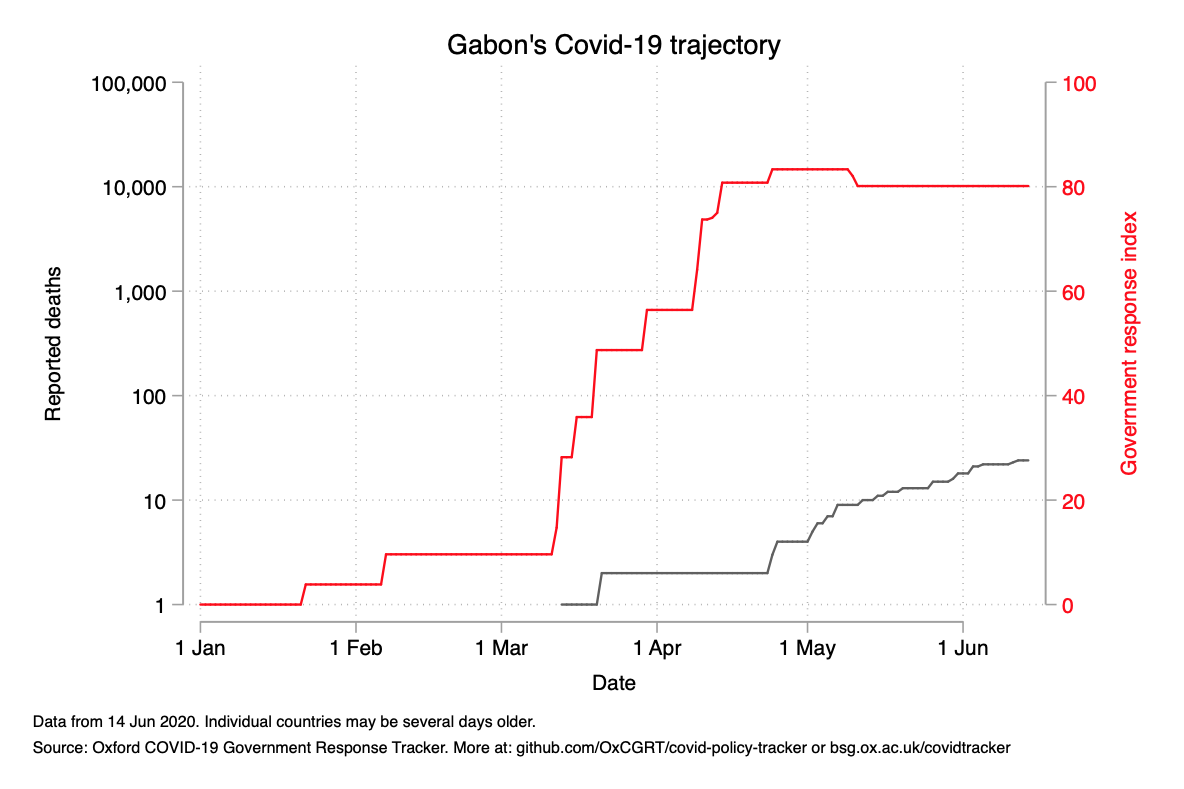 Gabon's Covid-19 trajectory
100,000
10,000
1,000
100
10
1
Reported deaths
100
80
60
40
20
0
Government response index
1 Jan
1 Feb
1 Mar
1 Apr
1 May
1 Jun
Date
Data from 14 Jun 2020. Individual countries may be several days older.
Source: Oxford COVID-19 Government Response Tracker. More at: github.com/OxCGRT/covid-policy-tracker or bsg.ox.ac.uk/covidtracker